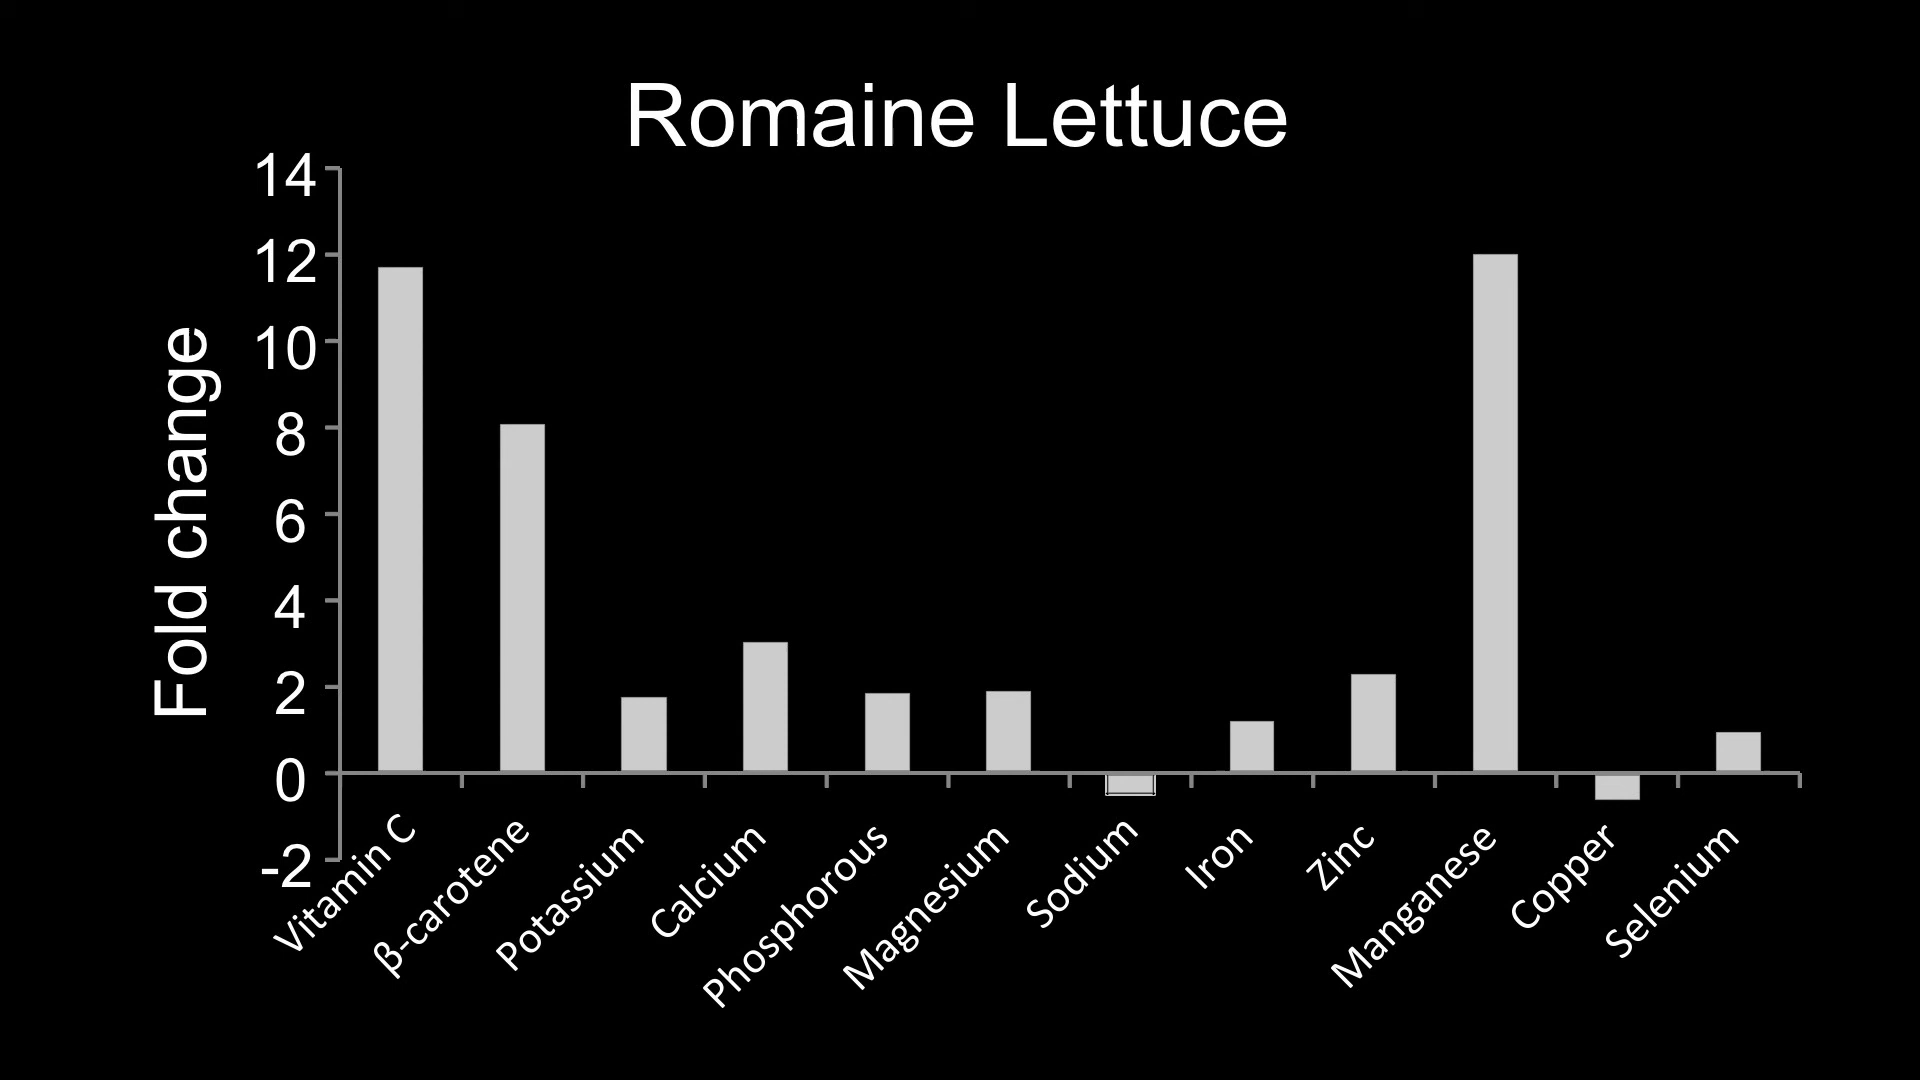 Romaine Lettuce
Fold change
14
12
10
8
6
4
2
0
-2
Vitamin C
β-carotene
Potassium
Calcium
Phosphorous
Magnesium
Sodium
Iron
Zinc
Manganese
Copper
Selenium